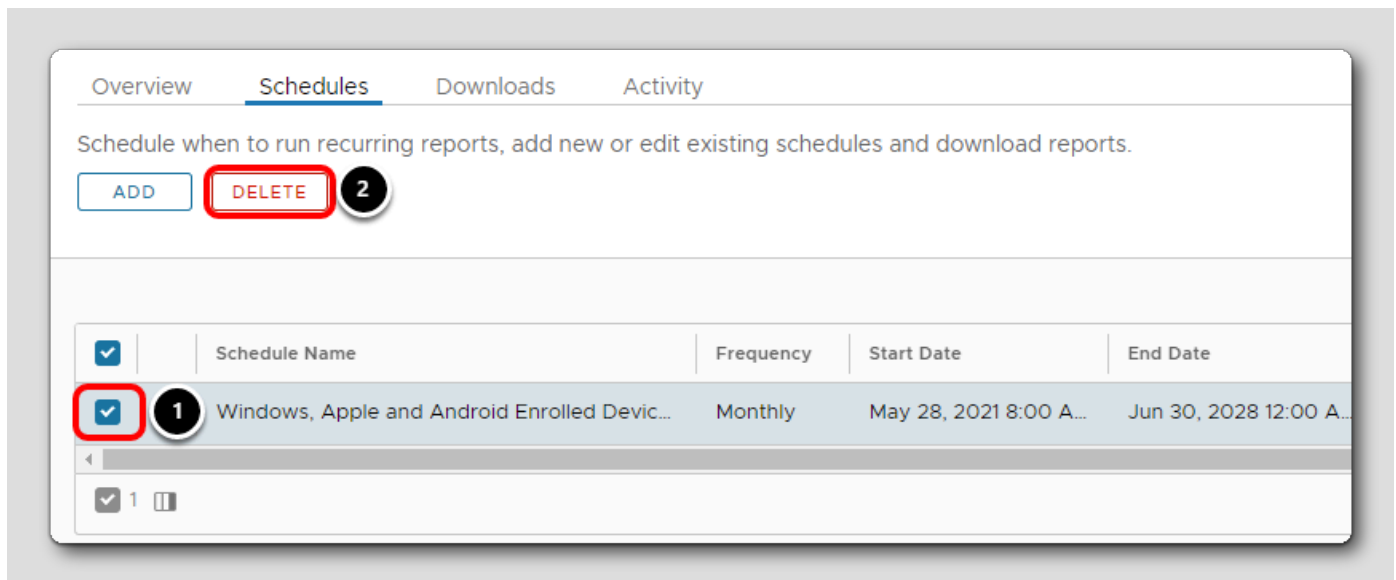 Overview Schedules Downloads Activity
Schedule when to run recurring reports, add new or edit existing schedules and download reports.
ADD DELETE 2
Schedule Name Frequency Start Date End Date
1 Windows, Apple and Android Enrolled Devic... Monthly May 28, 2021 8:00 A... Jun 30, 2028 12:00 A...
1